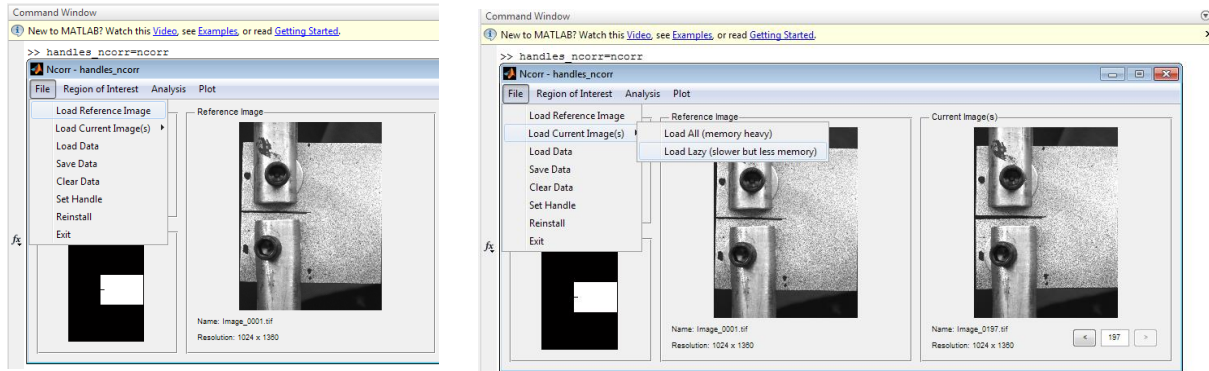 Command Window
New to MATLAB? Watch this Video, see Examples, or read Getting Started.
>> handles_ncorr=ncorr
Ncorr - handles_ncorr
File Region of Interest Analysis Plot
Load Reference Image
Load Current Image(s)
Load Data
Save Data
Clear Data
Set Handle
Reinstall
Exit
Reference Image
fx
Name: Image_0001.tif
Resolution: 1024 x 1360
Command Window
New to MATLAB? Watch this Video, see Examples, or read Getting Started.
>> handles_ncorr=ncorr
Ncorr - handles_ncorr
File Region of Interest Analysis Plot
Load Reference Image
Load Current Image(s)
Load Data
Save Data
Clear Data
Set Handle
Reinstall
Exit
Load All (memory heavy)
Load Lazy (slower but less memory)
Reference Image
Current Image(s)
fx
Name: Image_0001.tif
Resolution: 1024 x 1360
Name: Image_0197.tif
Resolution: 1024 x 1360
< 197 >